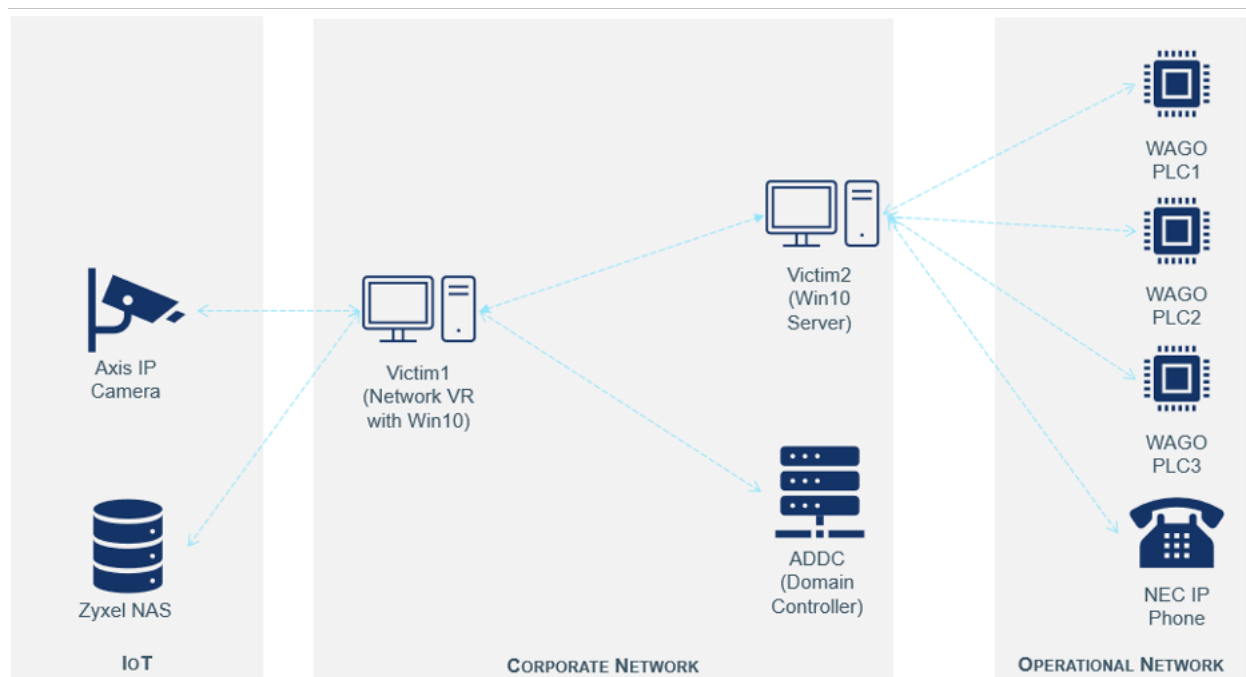 Axis IP
Camera
Zyxel NAS
IoT
Victim1
(Network VR
with Win10)
Victim2
(Win10
Server)
ADDC
(Domain
Controller)
CORPORATE NETWORK
WAGO
PLC1
WAGO
PLC2
WAGO
PLC3
NEC IP
Phone
OPERATIONAL NETWORK